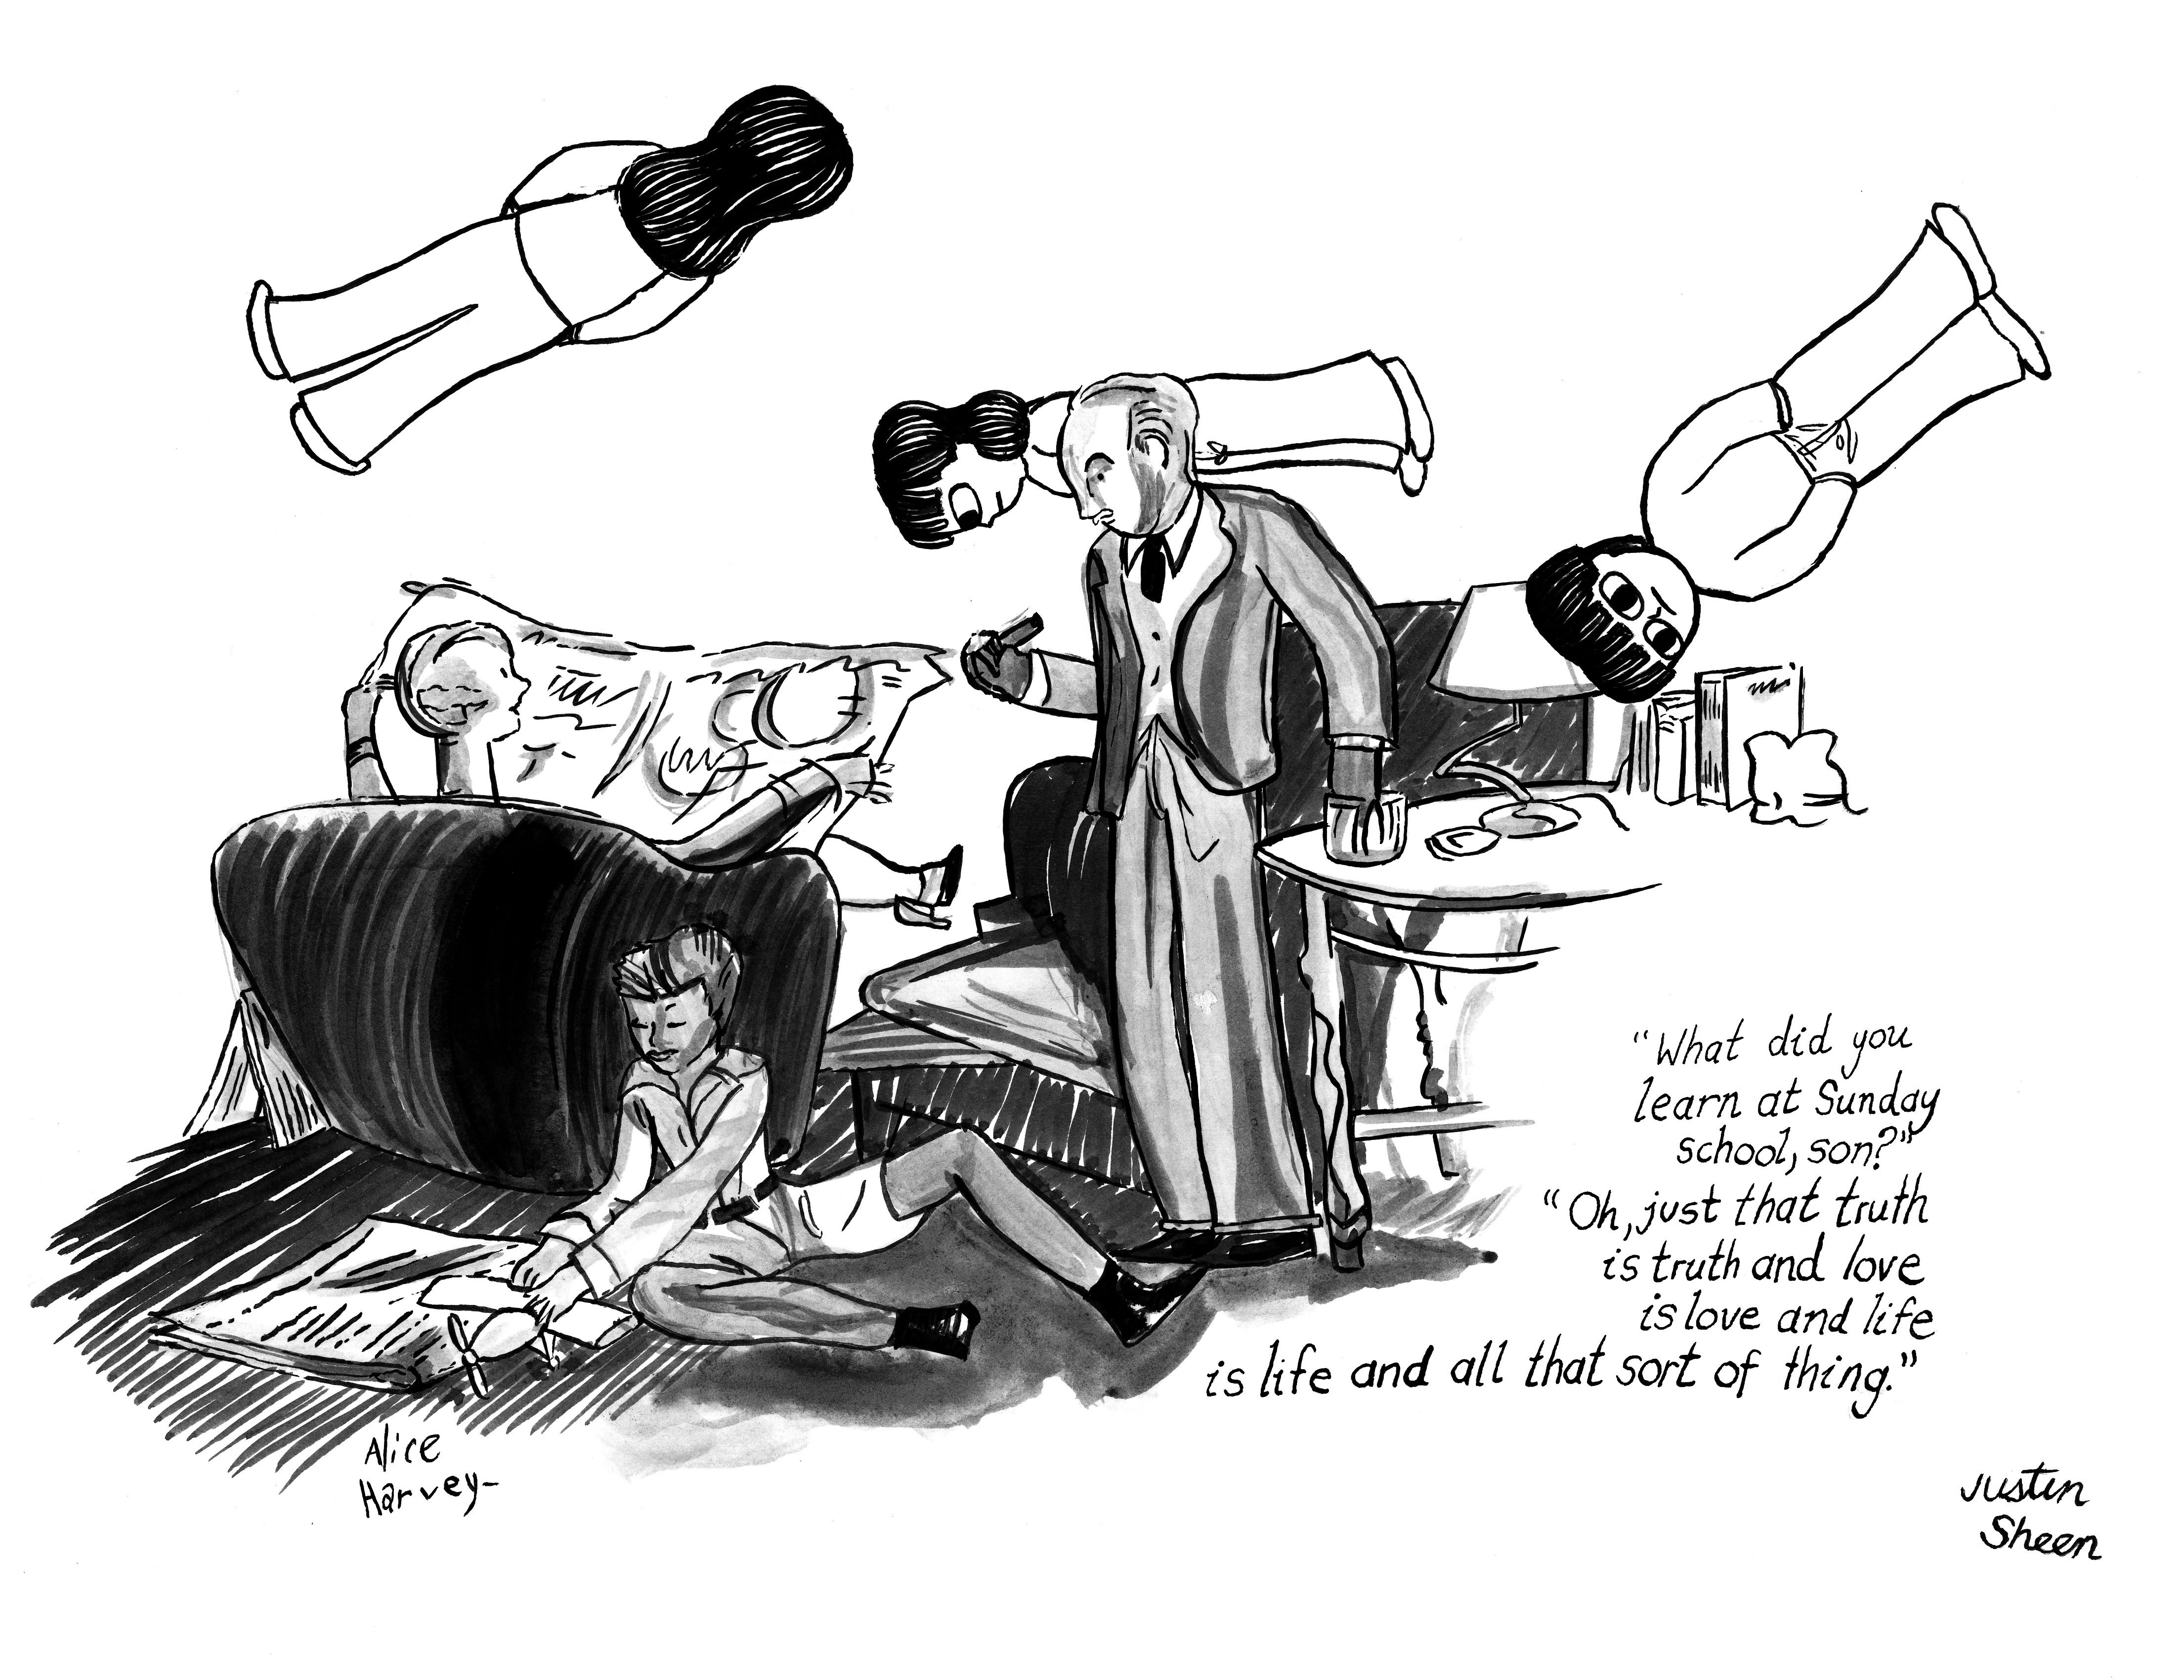 "What did you
learn at Sunday
school, son?"
"Oh, just that truth
is truth and love
is love and life
is life and all that sort of thing."
Alice
Harvey-
Justin
Sheen